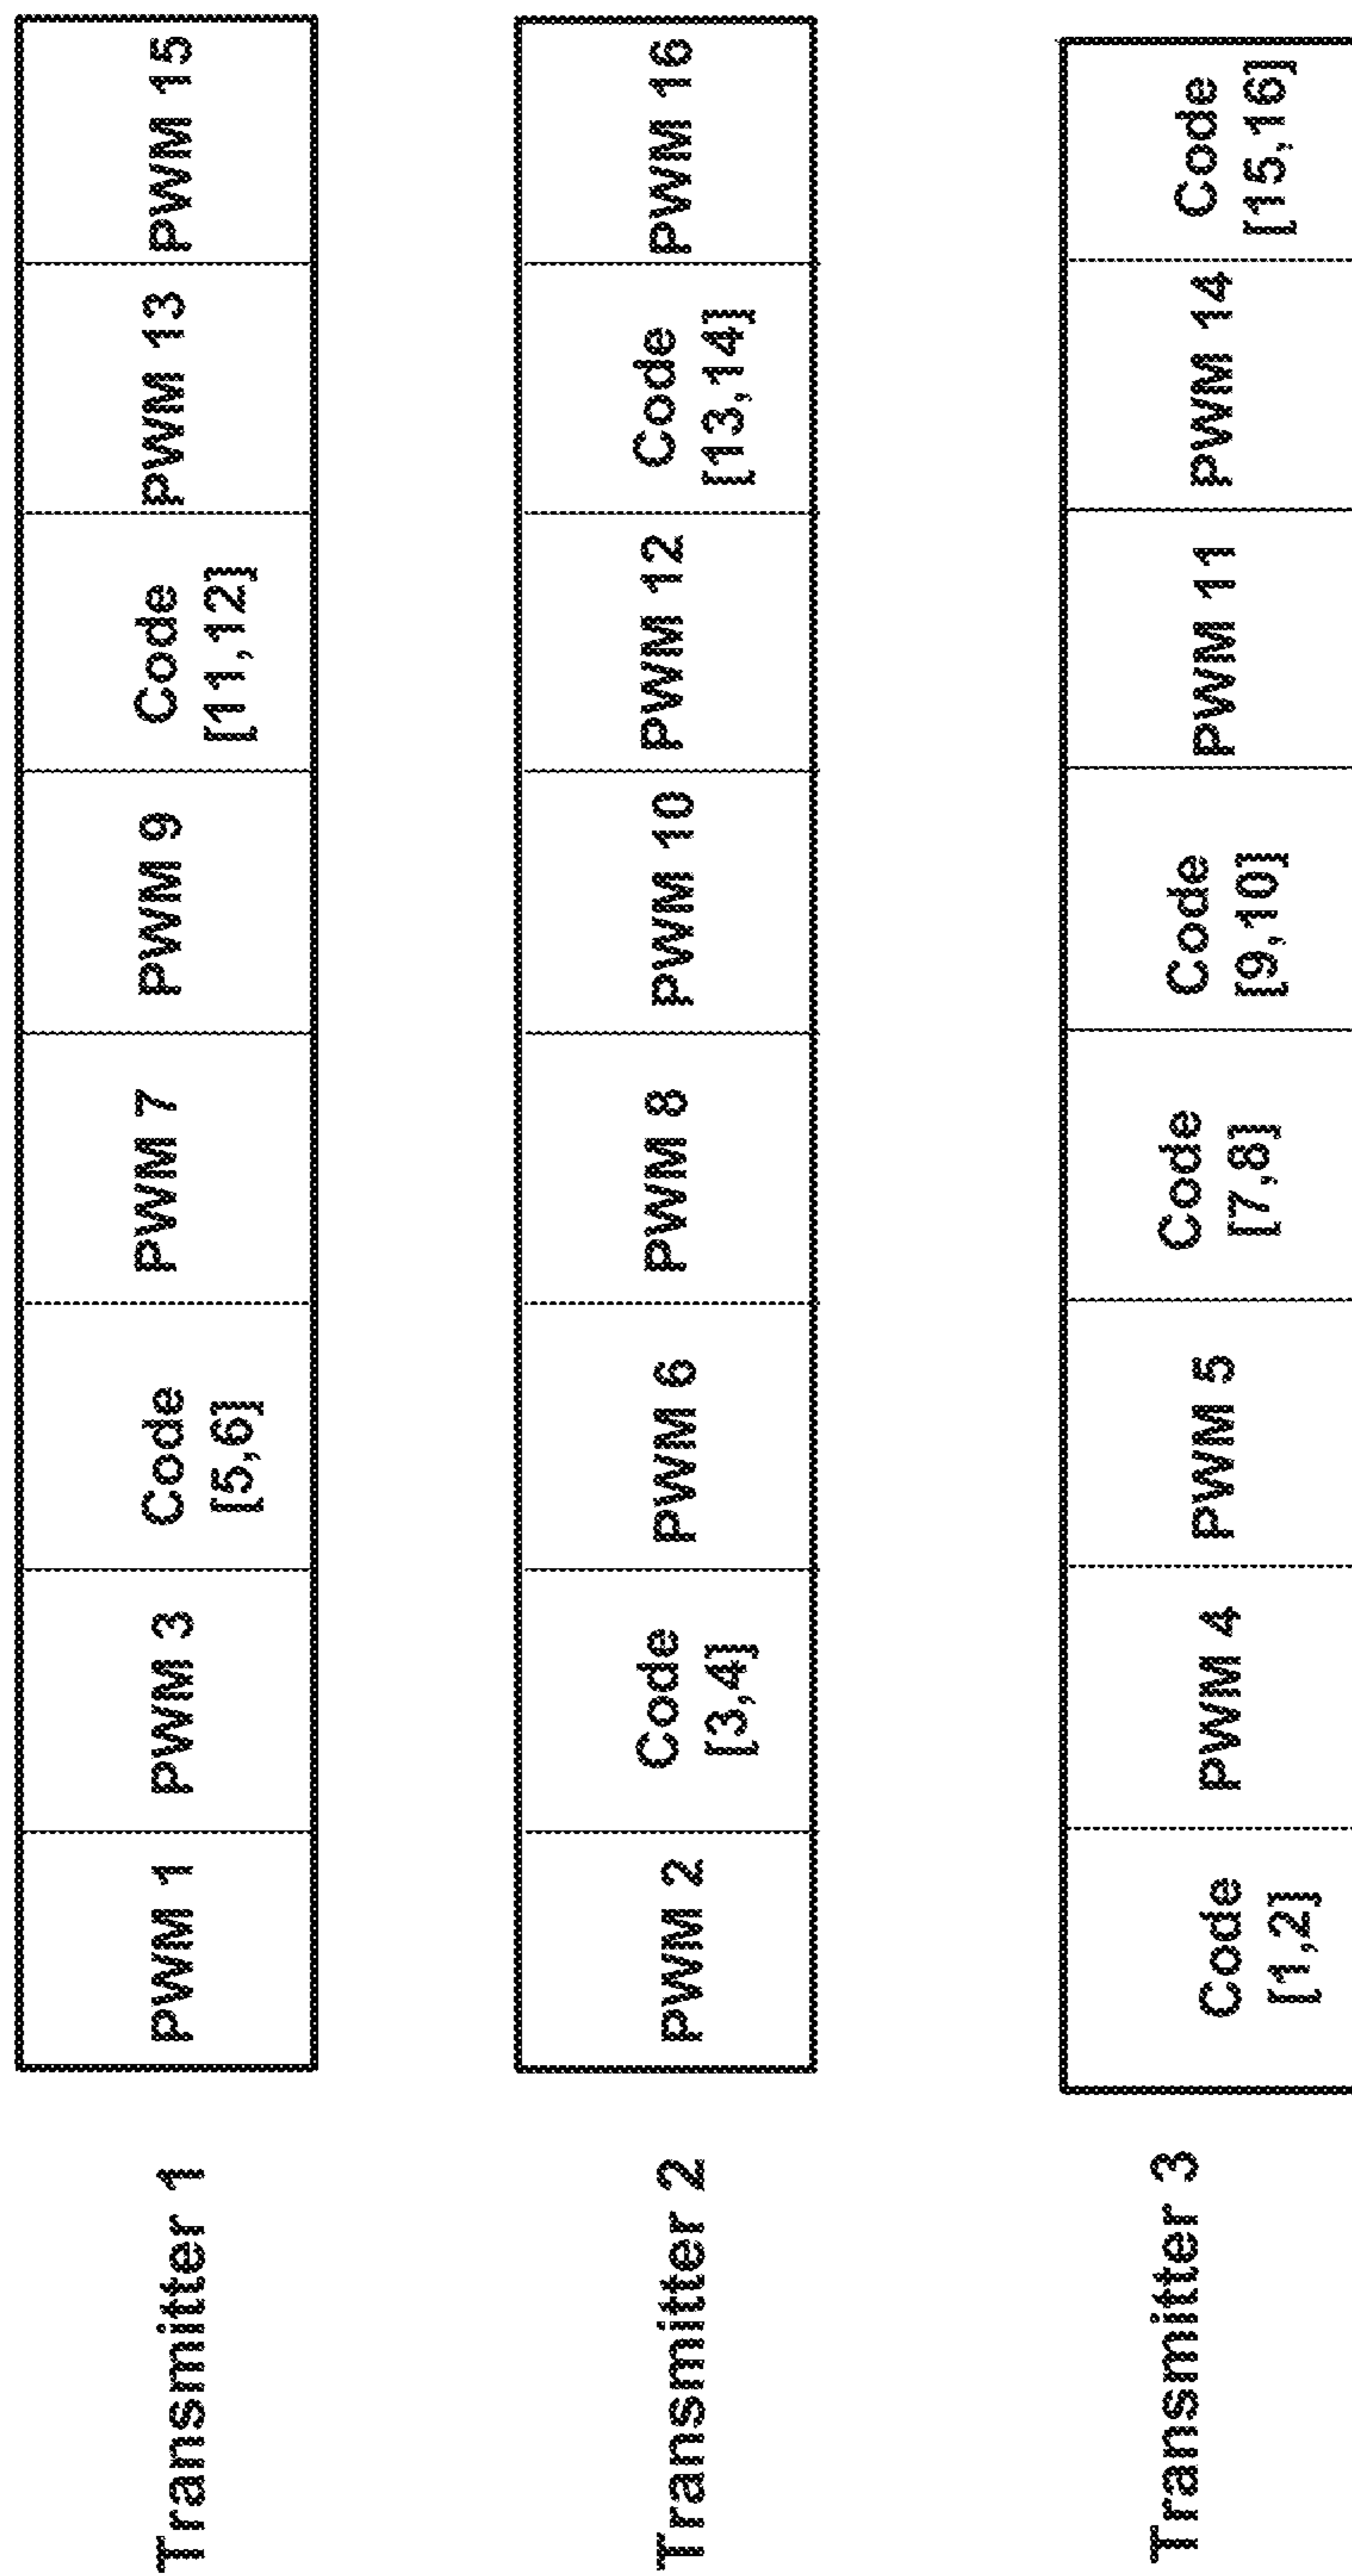 Transmitter 1
PWM 1
PWM 3
Code
[5,6]
PWM 7
PWM 9
Code
[11,12]
PWM 13
PWM 15
Transmitter 2
PWM 2
Code
[3,4]
PWM 6
PWM 8
PWM 10
PWM 12
Code
[13,14]
PWM 16
Transmitter 3
Code
[1,2]
PWM 4
PWM 5
Code
[7,8]
Code
[9,10]
PWM 11
PWM 14
Code
[15,16]